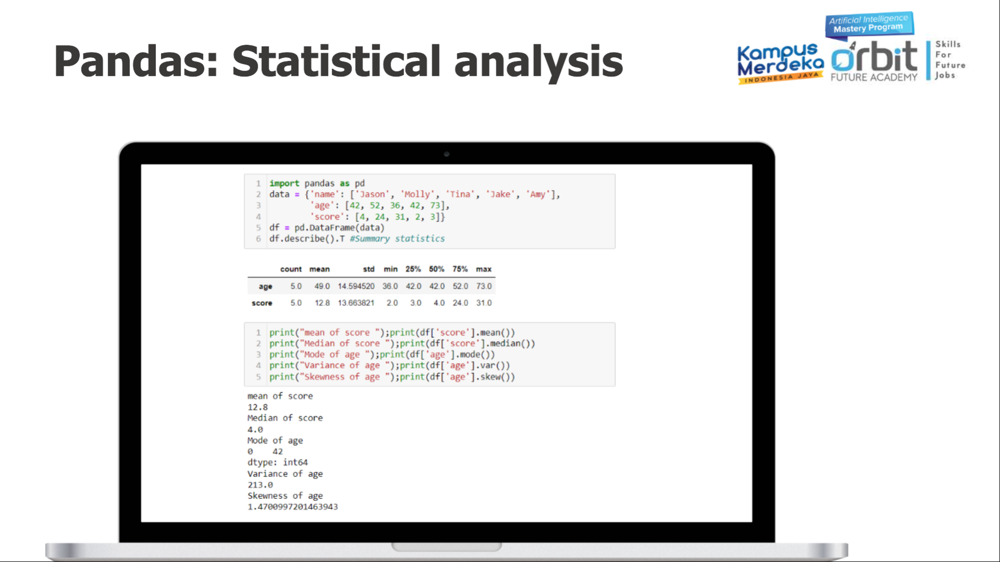 Pandas: Statistical analysis
Artificial Intelligence
Mastery Program
Kampus
Merdeka
INDONESIA JAYA
orbit
FUTURE ACADEMY
Skills
For
Future
Jobs
1 import pandas as pd
2 data = {'name': ['Jason', 'Molly', 'Tina', 'Jake', 'Amy'],
3         'age': [42, 52, 36, 42, 73],
4         'score': [4, 24, 31, 2, 3]}
5 df = pd.DataFrame(data)
6 df.describe().T #Summary statistics
count mean std min 25% 50% 75% max
age 5.0 49.0 14.594520 36.0 42.0 42.0 52.0 73.0
score 5.0 12.8 13.663821 2.0 3.0 4.0 24.0 31.0
1 print("mean of score ");print(df['score'].mean())
2 print("Median of score ");print(df['score'].median())
3 print("Mode of age ");print(df['age'].mode())
4 print("Variance of age ");print(df['age'].var())
5 print("Skewness of age ");print(df['age'].skew())
mean of score
12.8
Median of score
4.0
Mode of age
0    42
dtype: int64
Variance of age
213.0
Skewness of age
1.4700997201463943